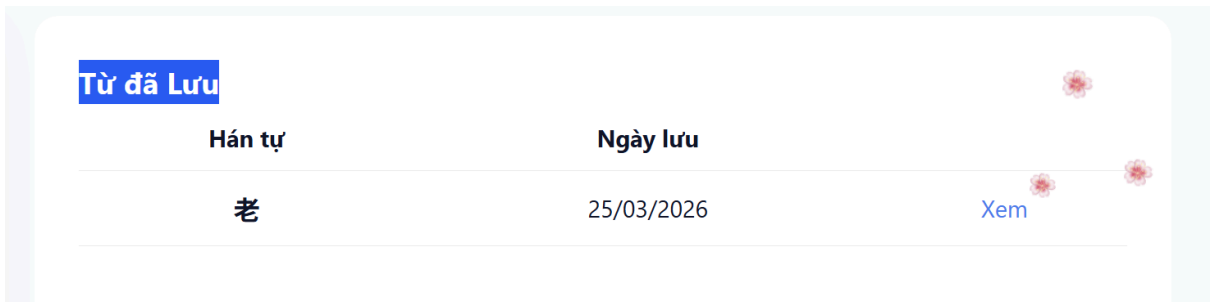 Từ đã Lưu
Hán tự Ngày lưu
老 25/03/2026 Xem